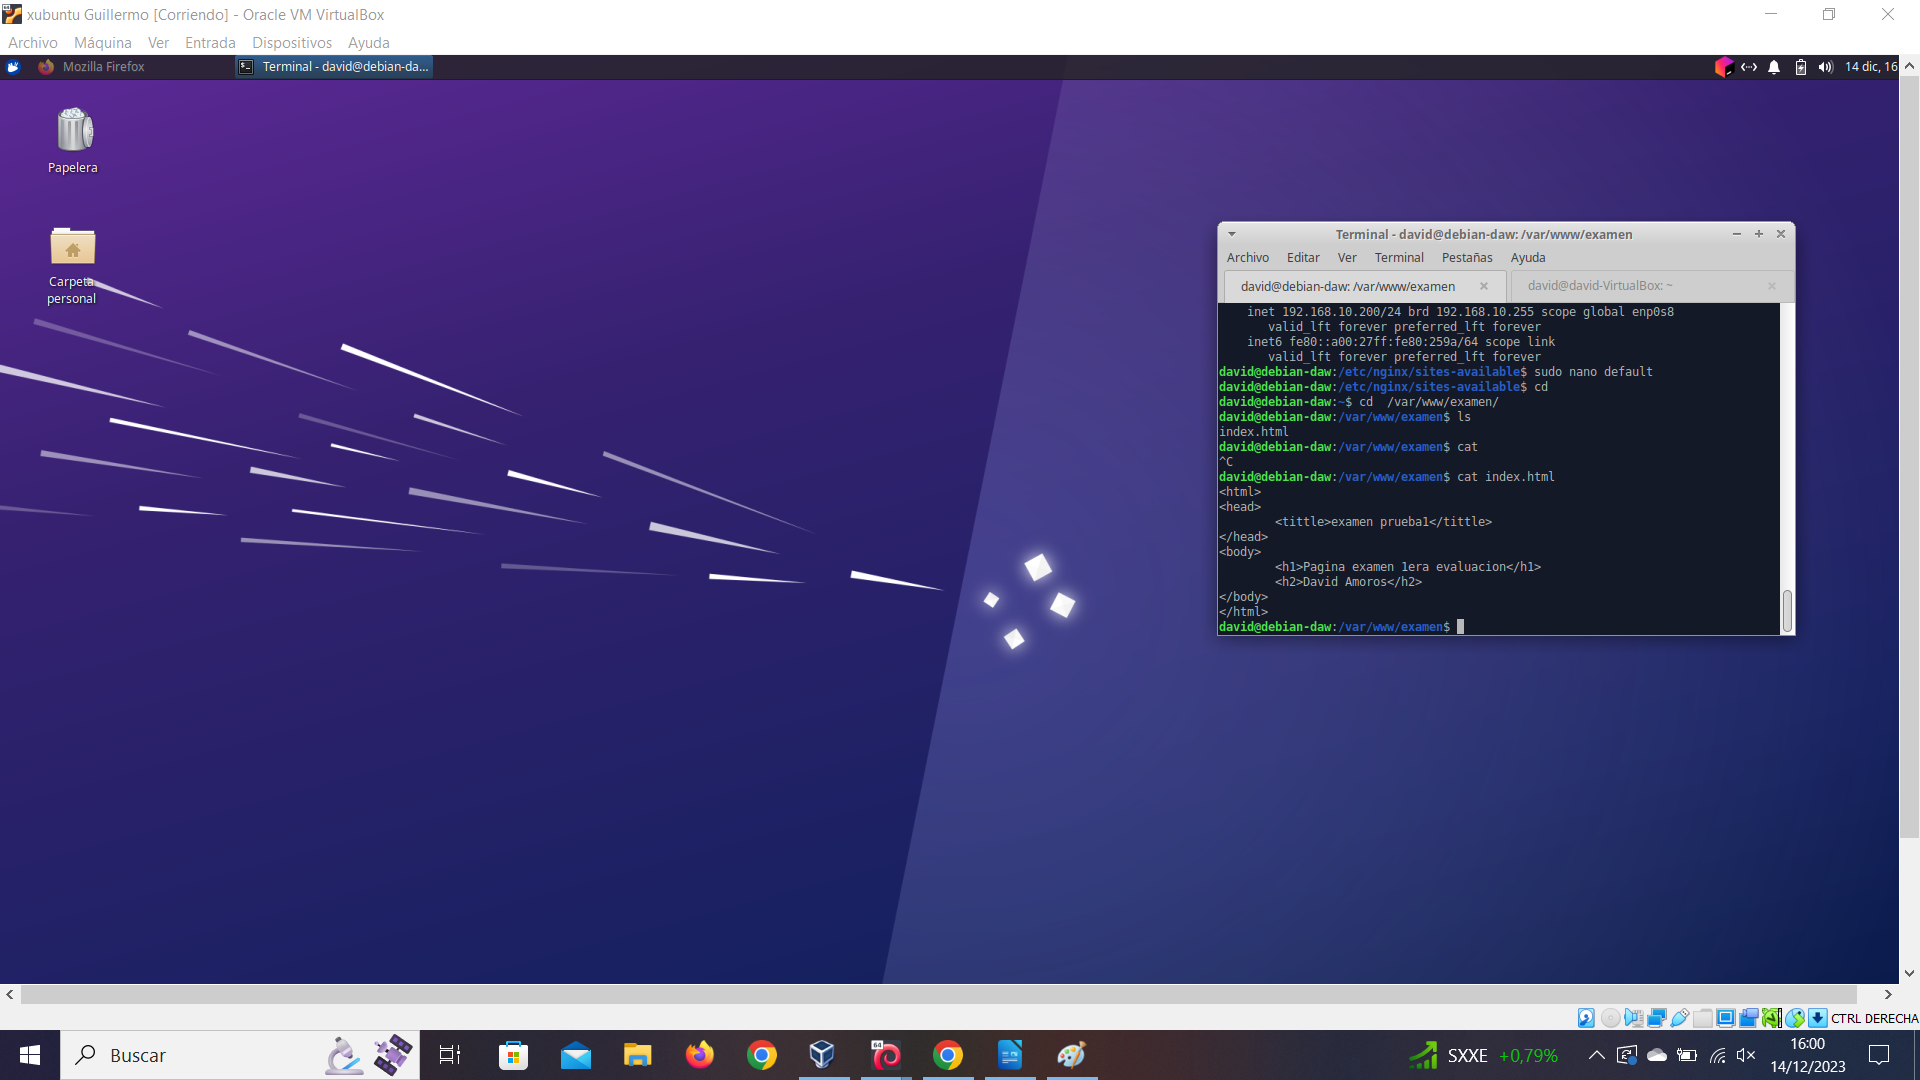 xubuntu Guillermo [Corriendo] - Oracle VM VirtualBox
Archivo Máquina Ver Entrada Dispositivos Ayuda
Mozilla Firefox
Terminal - david@debian-da...
14 dic, 16
Papelera
Carpeta
personal
Terminal - david@debian-daw: /var/www/examen
Archivo Editar Ver Terminal Pestañas Ayuda
david@debian-daw: /var/www/examen
david@david-VirtualBox: ~
inet 192.168.10.200/24 brd 192.168.10.255 scope global enp0s8
valid_lft forever preferred_lft forever
inet6 fe80::a00:27ff:fe80:259a/64 scope link
valid_lft forever preferred_lft forever
david@debian-daw:/etc/nginx/sites-available$ sudo nano default
david@debian-daw:/etc/nginx/sites-available$ cd
david@debian-daw:~$ cd  /var/www/examen/
david@debian-daw:/var/www/examen$ ls
index.html
david@debian-daw:/var/www/examen$ cat
^C
david@debian-daw:/var/www/examen$ cat index.html
<html>
<head>
<tittle>examen prueba1</tittle>
</head>
<body>
<h1>Pagina examen 1era evaluacion</h1>
<h2>David Amoros</h2>
</body>
</html>
david@debian-daw:/var/www/examen$
CTRL DERECHA
Buscar
64
SXXE +0,79%
16:00
14/12/2023